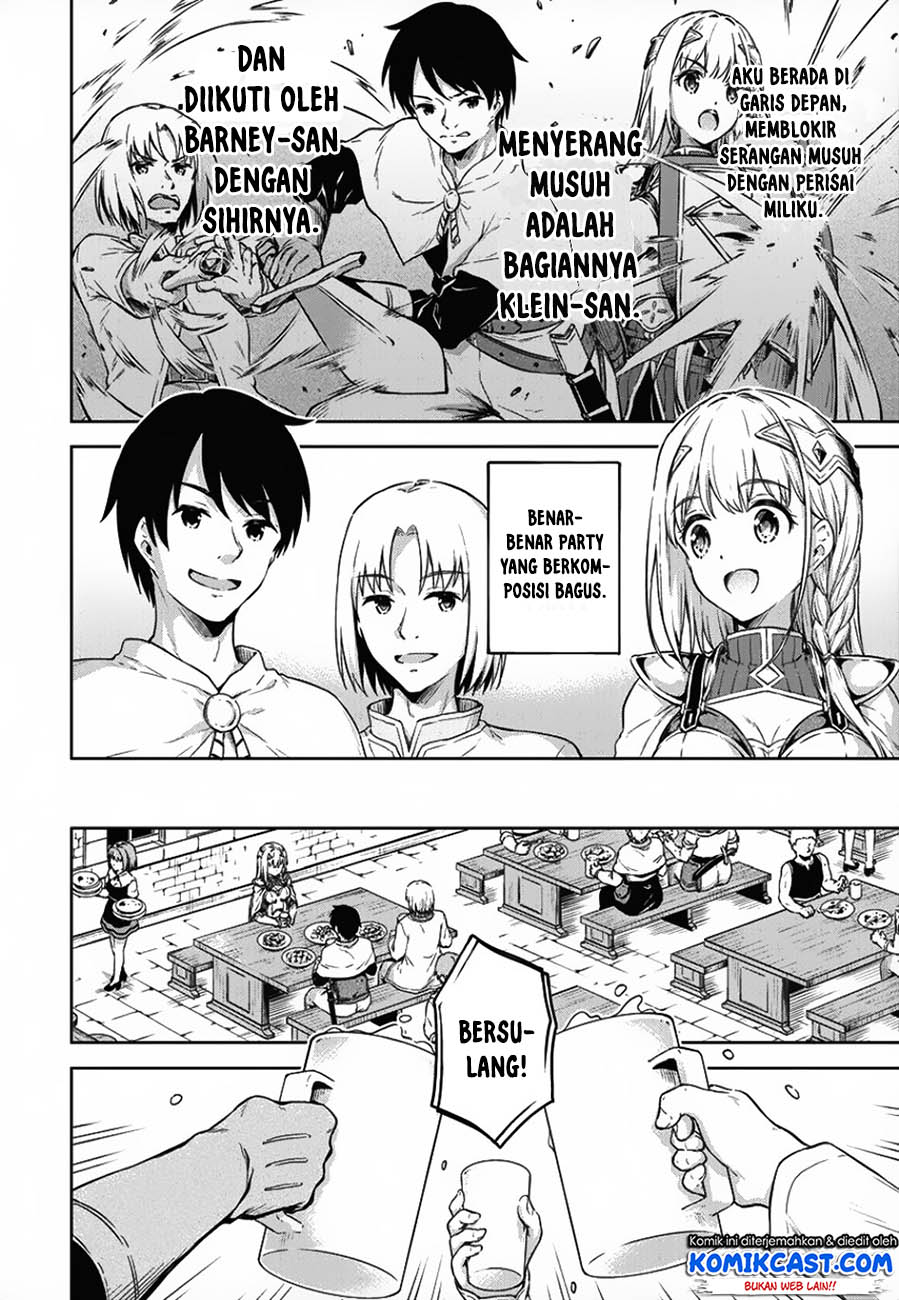 AKU BERADA DI
GARIS DEPAN,
MEMBLOKIR
SERANGAN MUSUH
DENGAN PERISAI
MILIKU.
MENYERANG
MUSUH
ADALAH
BAGIANNYA
KLEIN-SAN.
DAN
DIIKUTI OLEH
BARNEY-SAN
DENGAN
SIHIRNYA.
BENAR-
BENAR PARTY
YANG BERKOM-
POSISI BAGUS.
BERSU-
LANG!
Komik ini diterjemahkan & diedit oleh
KOMIKCAST.COM
BUKAN WEB LAIN!!